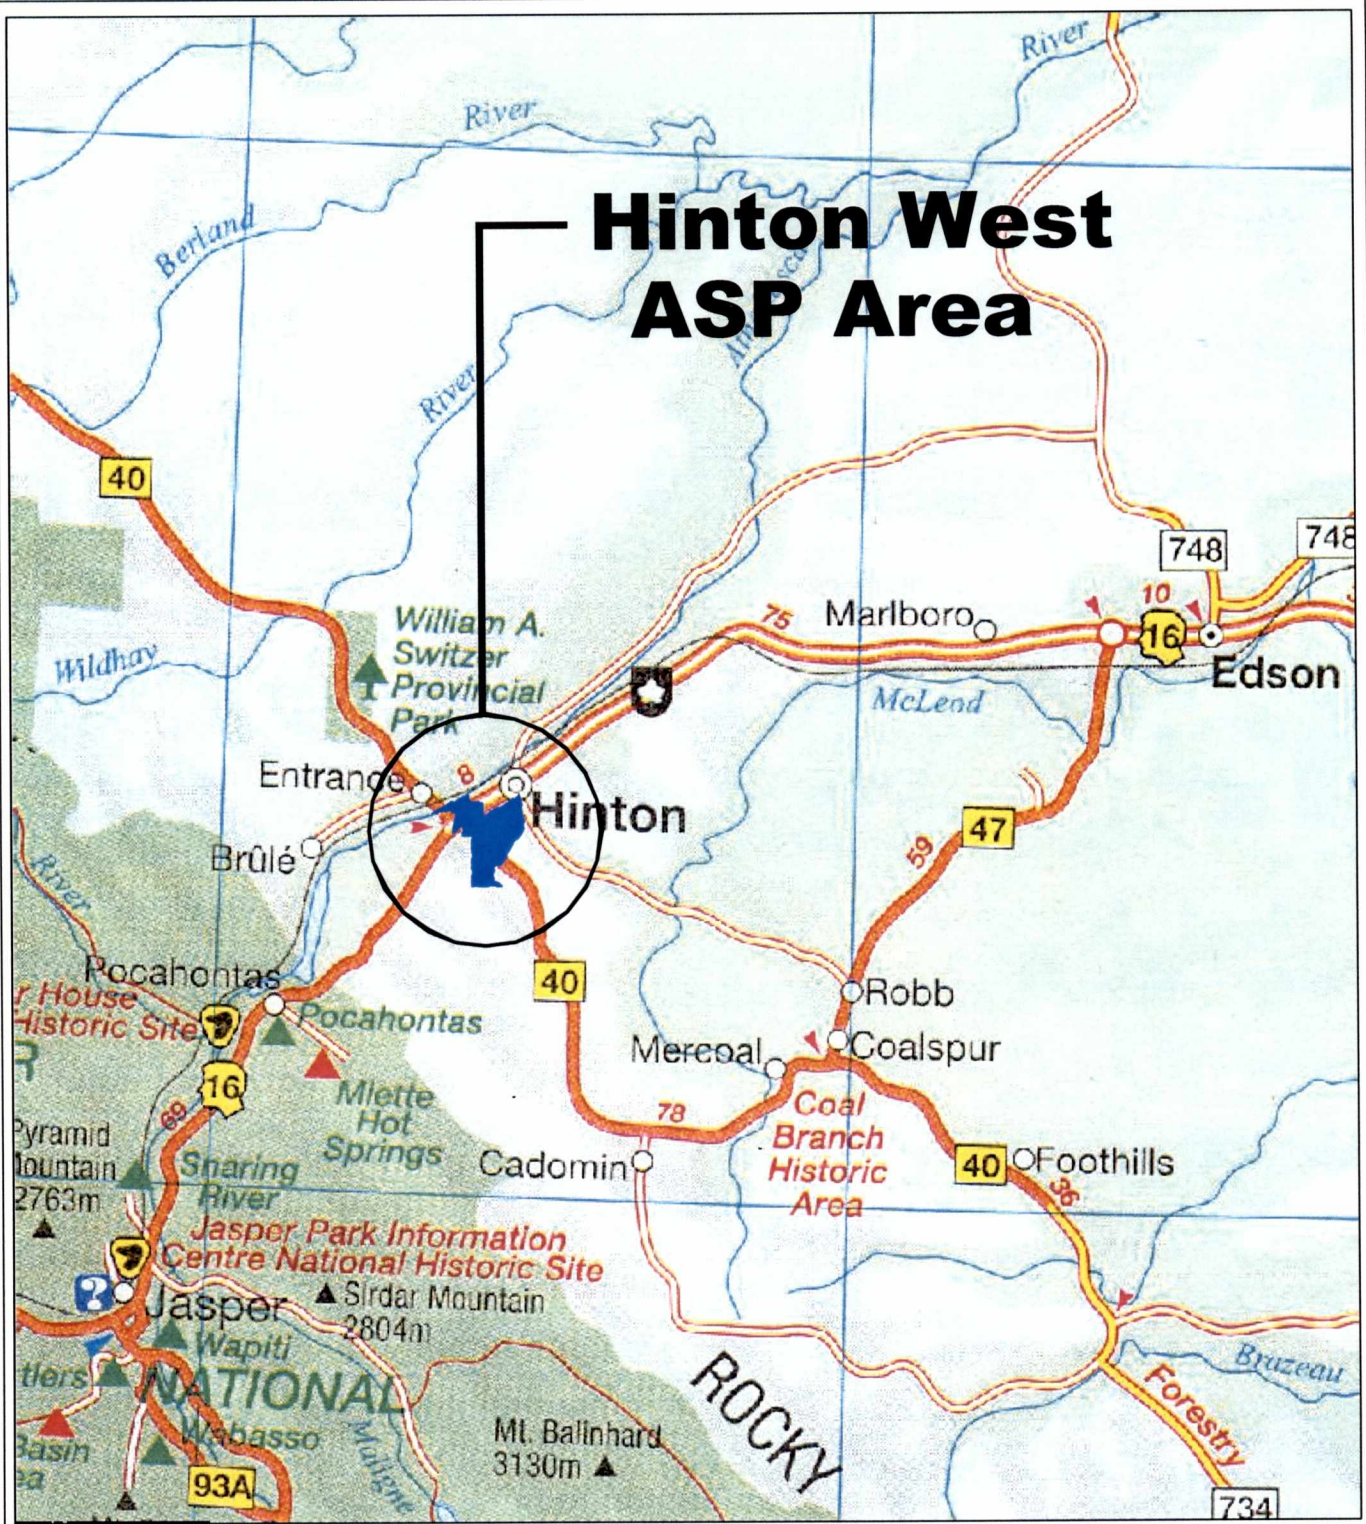 River
River
Hinton West
ASP Area
Berland
River
40
748
748
William A.
Switzer
Provincial
Park
75
Marlboro
10
16
Edson
Wildhay
McLeod
Entrance
8
Hinton
47
Brûlé
59
River
Pocahontas
40
Robb
r House
Historic Site
Pocahontas
R
Mercoal
Coalspur
16
Miette
Hot
Springs
69
78
Coal
Branch
Historic
Area
Pyramid
Mountain
2763m
Snaring
River
Cadomin
40
Foothills
36
Jasper Park Information
Centre National Historic Site
?
Jasper
Sirdar Mountain
2804m
Wapiti
tlers
NATIONAL
Brazeau
ROCKY
Forestry
Basin
ea
Wabasso
Maligne
Mt. Balinhard
3130m
93A
734